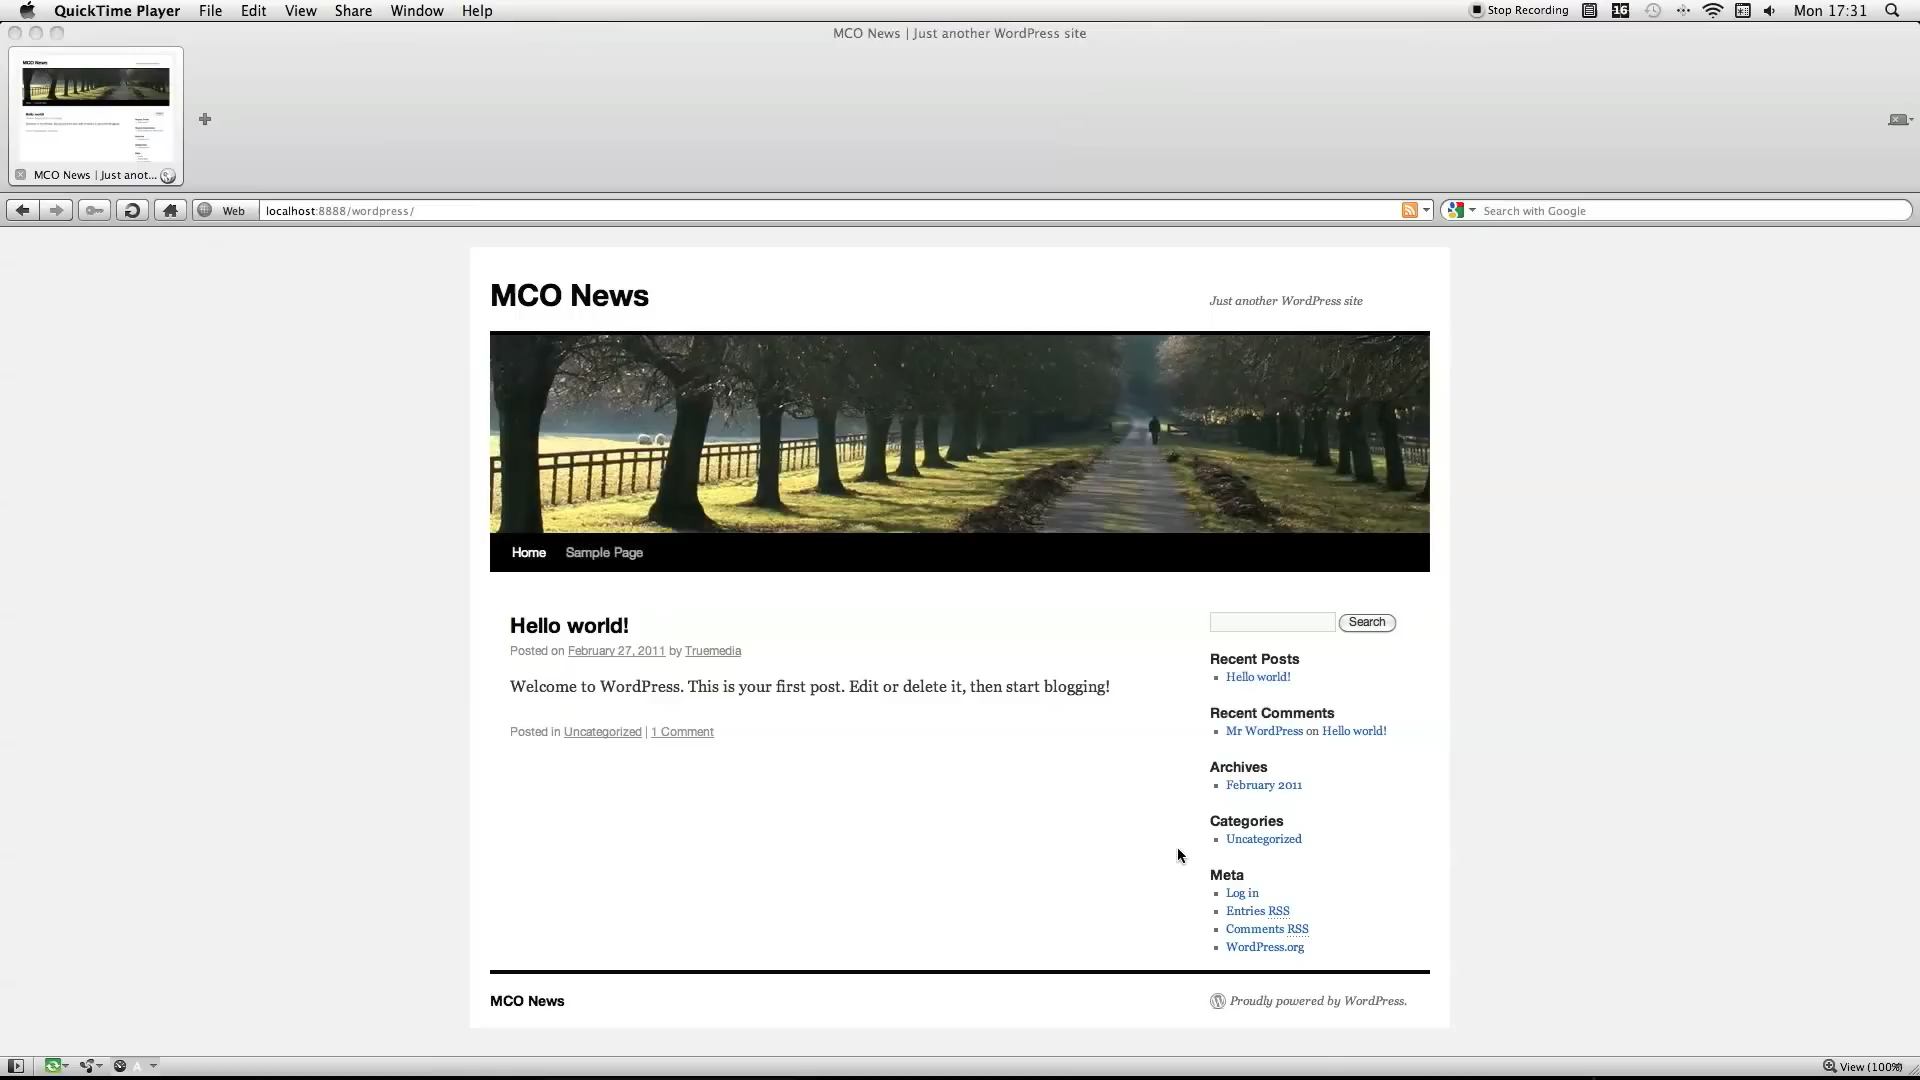 QuickTime Player File Edit View Share Window Help Stop Recording 16 Mon 17:31
MCO News | Just another WordPress site
MCO News
Hello world!
MCO News | Just anot...
Web localhost:8888/wordpress/ Search with Google
MCO News
Just another WordPress site
Home Sample Page
Hello world!
Posted on February 27, 2011 by Truemedia
Welcome to WordPress. This is your first post. Edit or delete it, then start blogging!
Posted in Uncategorized | 1 Comment
Search
Recent Posts
Hello world!
Recent Comments
Mr WordPress on Hello world!
Archives
February 2011
Categories
Uncategorized
Meta
Log in
Entries RSS
Comments RSS
WordPress.org
MCO News
Proudly powered by WordPress.
View (100%)